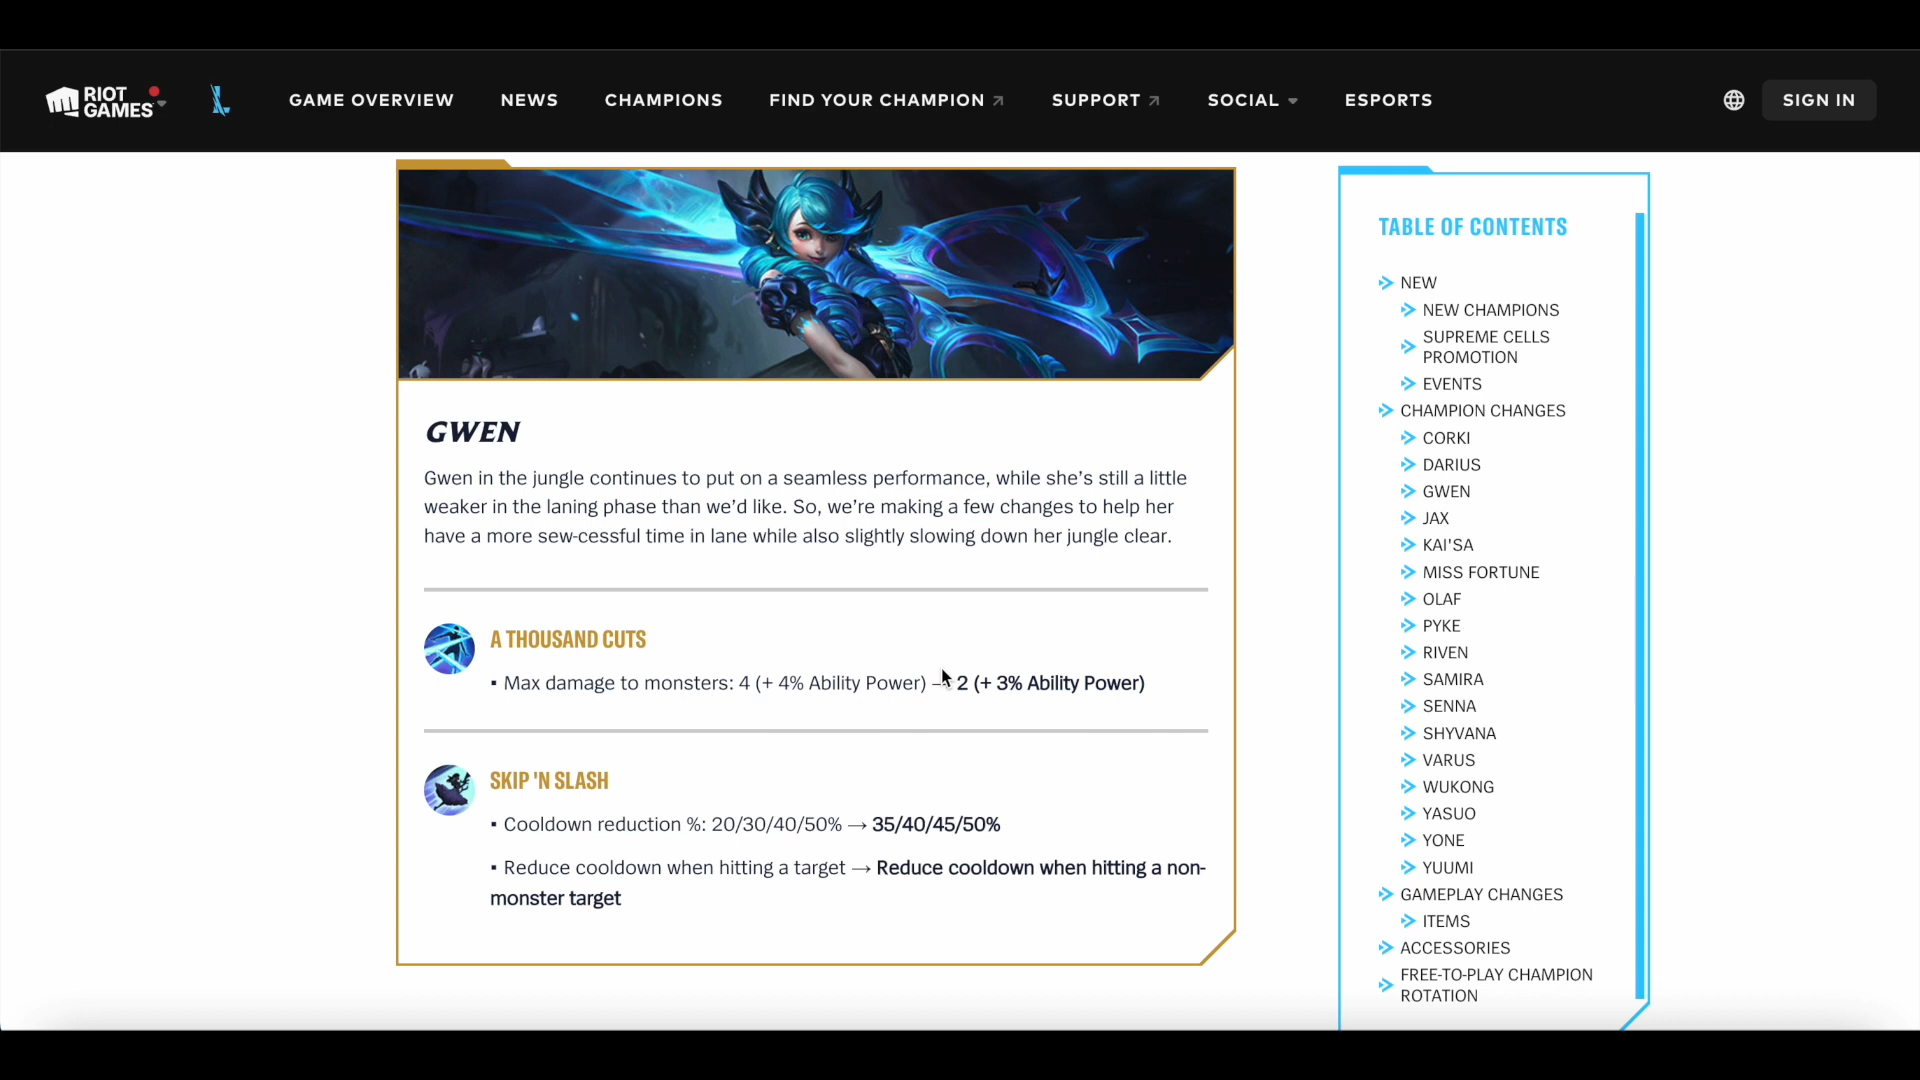 RIOT
GAMES
GAME OVERVIEW
NEWS
CHAMPIONS
FIND YOUR CHAMPION
SUPPORT
SOCIAL
ESPORTS
SIGN IN
GWEN
Gwen in the jungle continues to put on a seamless performance, while she’s still a little
weaker in the laning phase than we’d like. So, we’re making a few changes to help her
have a more sew-cessful time in lane while also slightly slowing down her jungle clear.
A THOUSAND CUTS
▪ Max damage to monsters: 4 (+ 4% Ability Power) → 2 (+ 3% Ability Power)
SKIP 'N SLASH
▪ Cooldown reduction %: 20/30/40/50% → 35/40/45/50%
▪ Reduce cooldown when hitting a target → Reduce cooldown when hitting a non-
monster target
TABLE OF CONTENTS
NEW
NEW CHAMPIONS
SUPREME CELLS
PROMOTION
EVENTS
CHAMPION CHANGES
CORKI
DARIUS
GWEN
JAX
KAI'SA
MISS FORTUNE
OLAF
PYKE
RIVEN
SAMIRA
SENNA
SHYVANA
VARUS
WUKONG
YASUO
YONE
YUUMI
GAMEPLAY CHANGES
ITEMS
ACCESSORIES
FREE-TO-PLAY CHAMPION
ROTATION